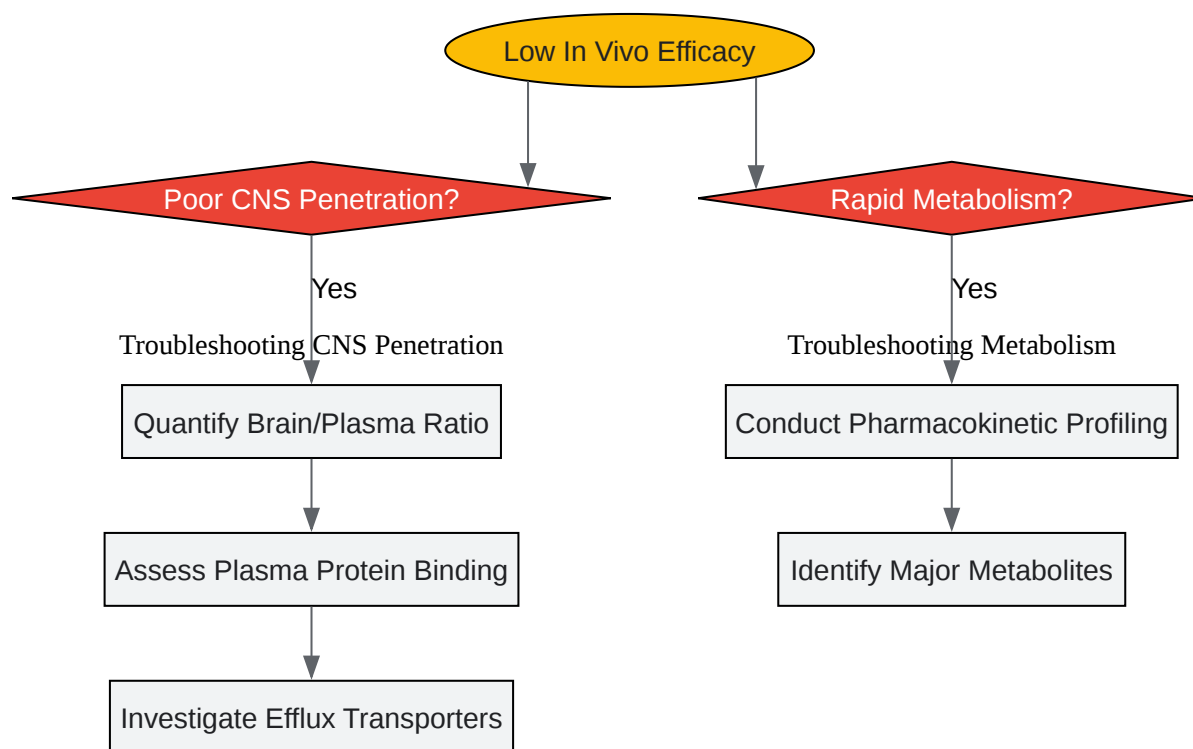 Low In Vivo Efficacy
Poor CNS Penetration?
Rapid Metabolism?
Yes
Yes
Troubleshooting CNS Penetration
Troubleshooting Metabolism
Quantify Brain/Plasma Ratio
Conduct Pharmacokinetic Profiling
Assess Plasma Protein Binding
Identify Major Metabolites
Investigate Efflux Transporters